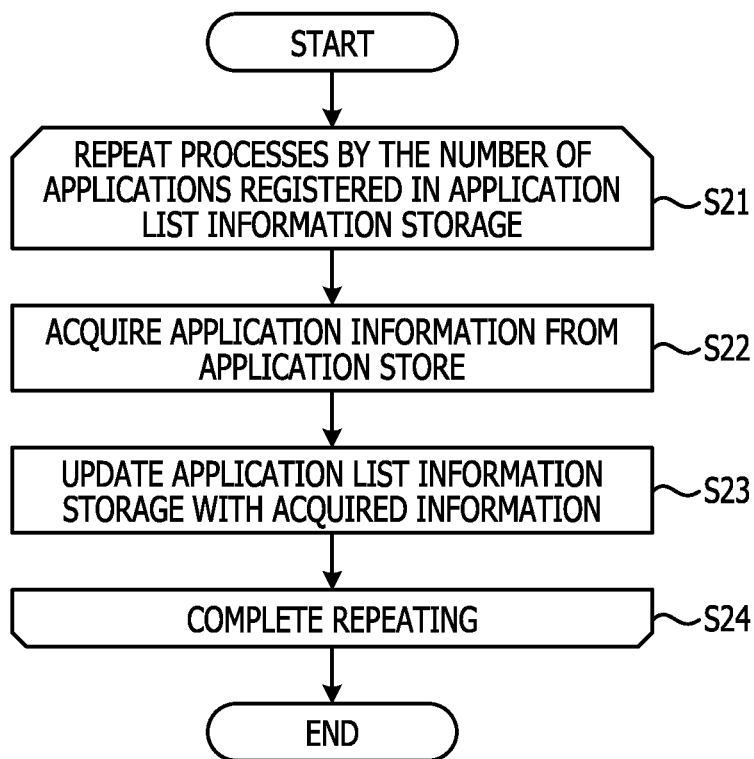 START
REPEAT PROCESSES BY THE NUMBER OF
APPLICATIONS REGISTERED IN APPLICATION
LIST INFORMATION STORAGE
S21
ACQUIRE APPLICATION INFORMATION FROM
APPLICATION STORE
S22
UPDATE APPLICATION LIST INFORMATION
STORAGE WITH ACQUIRED INFORMATION
S23
COMPLETE REPEATING
S24
END